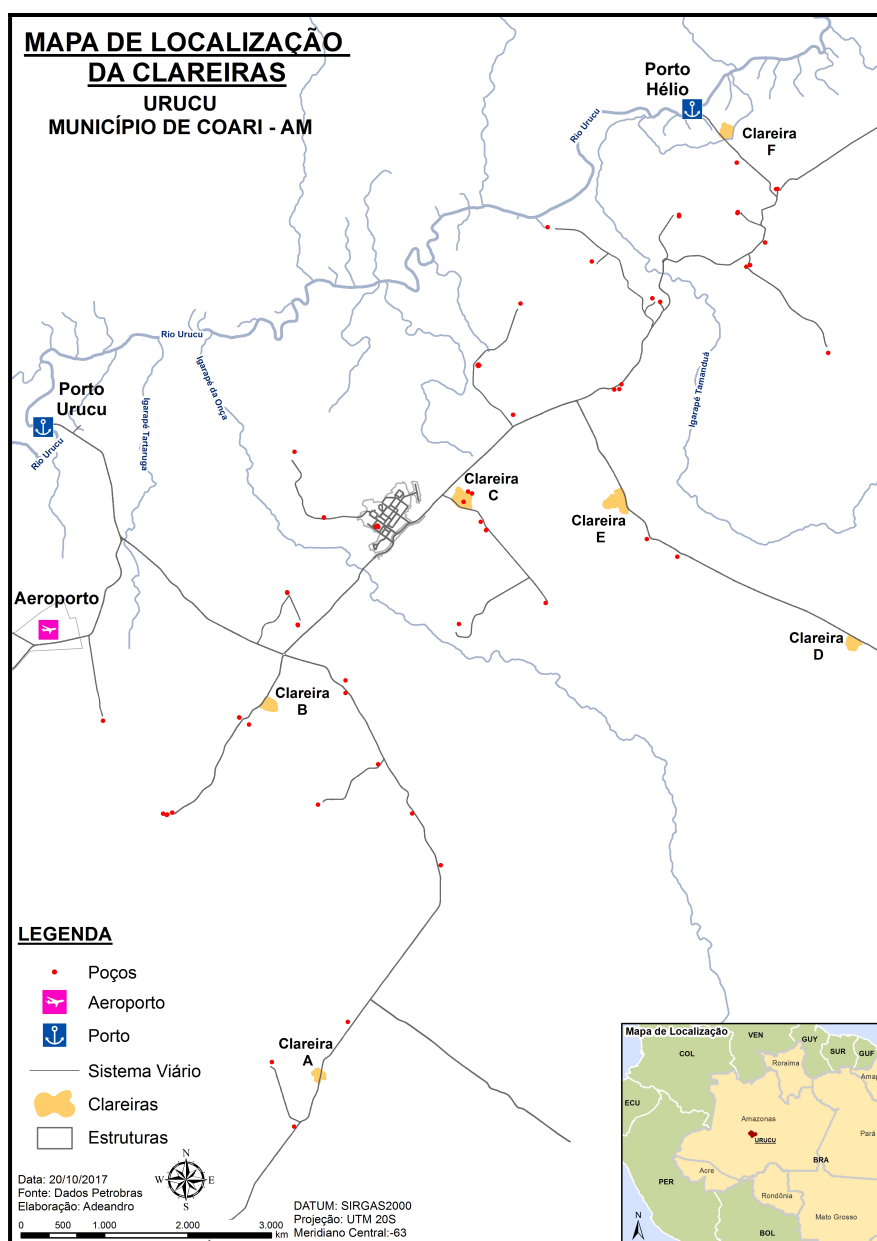 MAPA DE LOCALIZAÇÃO
DA CLAREIRAS
URUCU
MUNICÍPIO DE COARI - AM
Porto
Hélio
Rio Urucu
Clareira
F
Rio Urucu
Igarapé da Onça
Igarapé Tartaruga
Igarapé Tamanduá
Porto
Urucu
Rio Urucu
Clareira
C
Clareira
E
Aeroporto
Clareira
D
Clareira
B
Clareira
A
LEGENDA
Poços
Aeroporto
Porto
Sistema Viário
Clareiras
Estruturas
Data: 20/10/2017
Fonte: Dados Petrobras
Elaboração: Adeandro
N
W
E
S
0 500 1.000 2.000 3.000
km
DATUM: SIRGAS2000
Projeção: UTM 20S
Meridiano Central:-63
Mapa de Localização
COL
VEN
GUY
SUR
GUF
Roraima
Amap
ECU
Amazonas
Pará
URUCU
BRA
PER
Acre
Rondônia
Mato Grosso
BOL
N